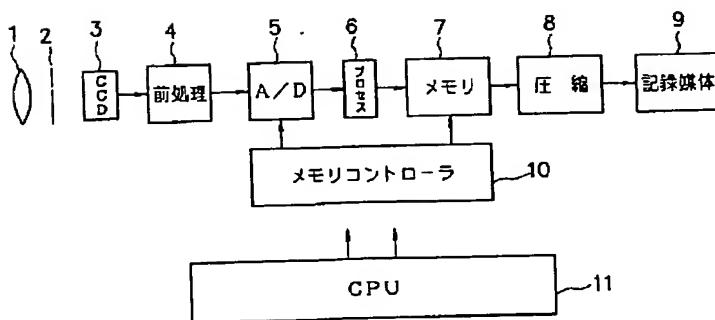 1 2 3 4 5 6 7 8 9
CCD
前処理
A/D
プロセス
メモリ
圧縮
記録媒体
メモリコントローラ
10
CPU
11